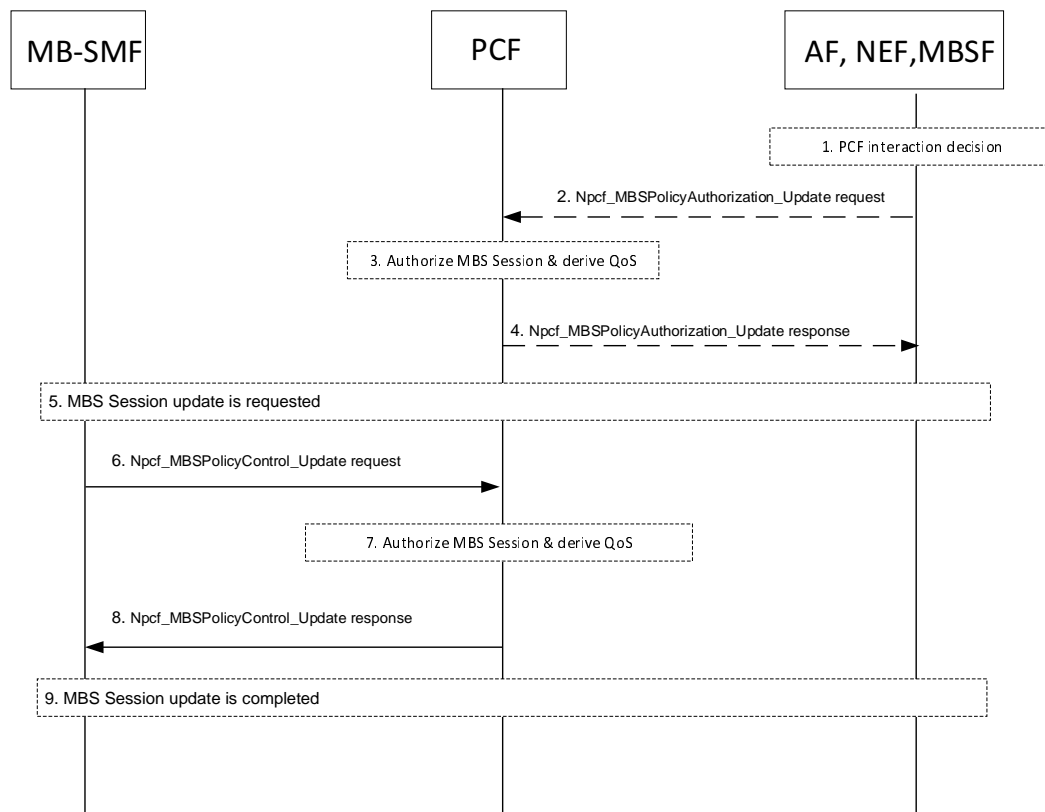 MB-SMF
PCF
AF, NEF,MBSF
1. PCF interaction decision
2. Npcf_MBSPolicyAuthorization_Update request
3. Authorize MBS Session & derive QoS
4. Npcf_MBSPolicyAuthorization_Update response
5. MBS Session update is requested
6. Npcf_MBSPolicyControl_Update request
7. Authorize MBS Session & derive QoS
8. Npcf_MBSPolicyControl_Update response
9. MBS Session update is completed